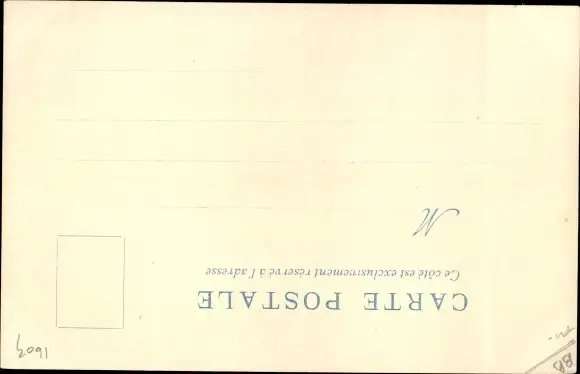 CARTE POSTALE
Ce côté est exclusivement réservé à l'adresse
M